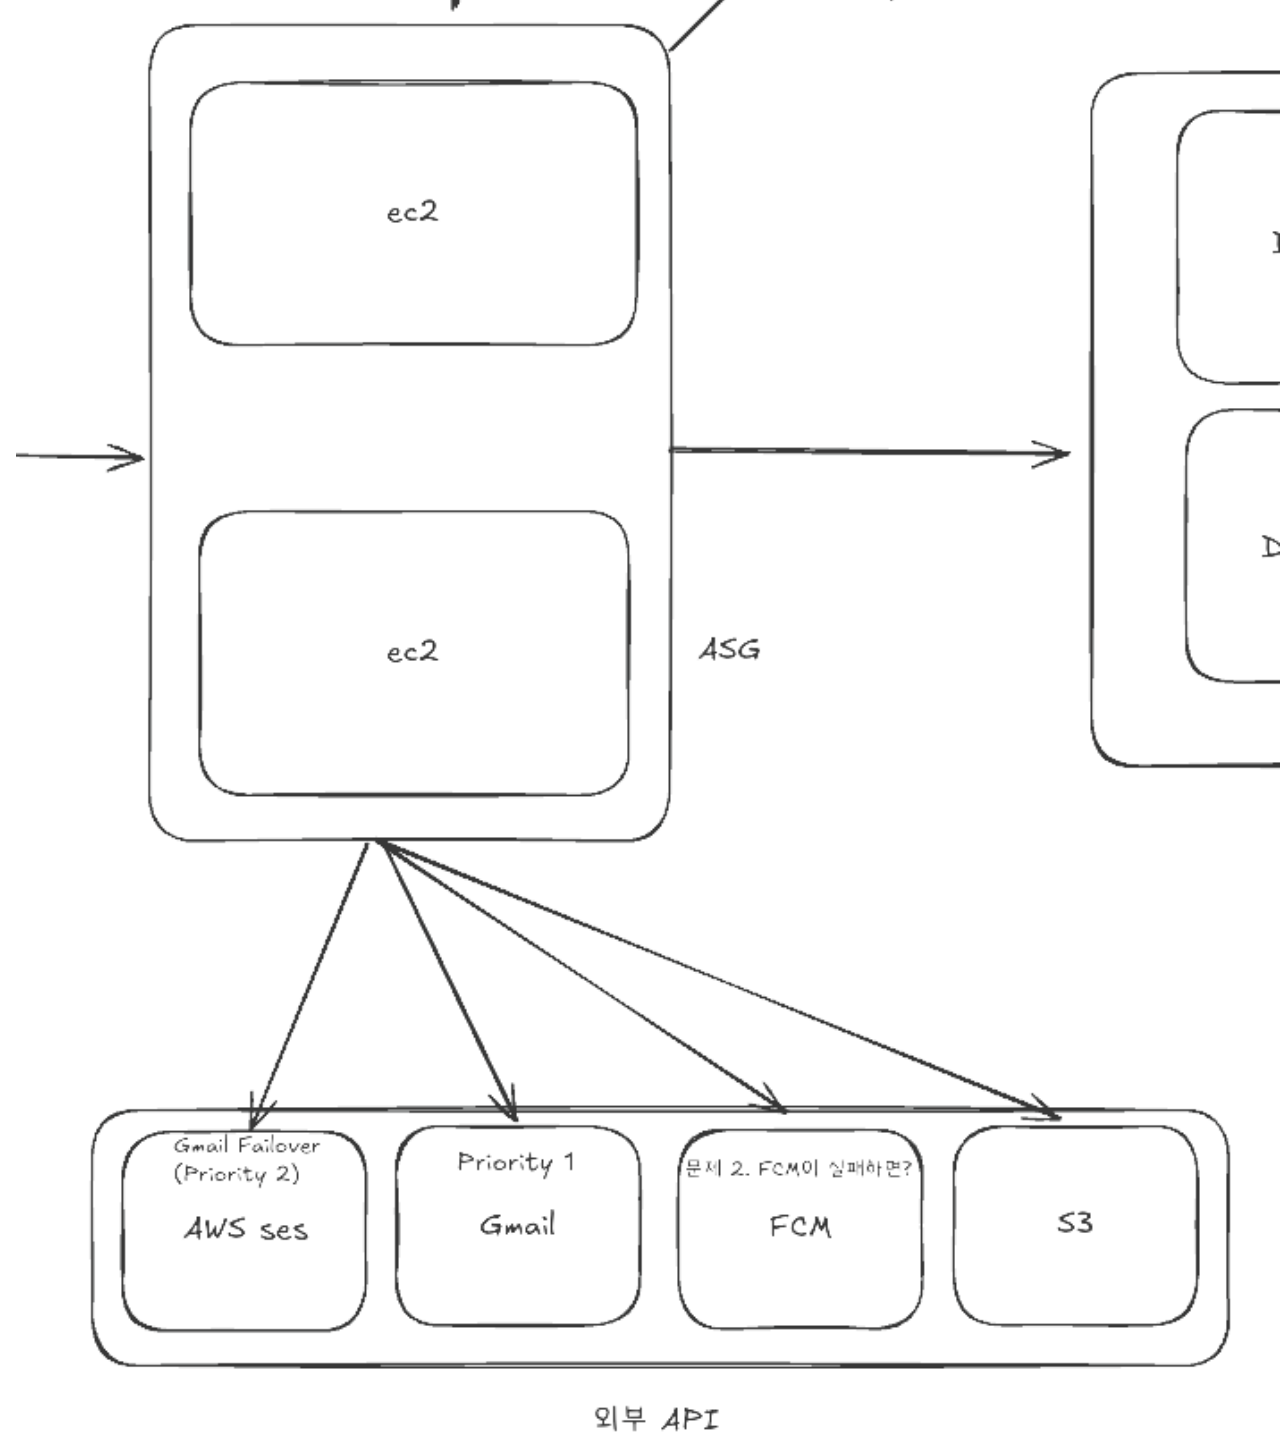 ec2
ec2
ASG
Gmail Failover
(Priority 2)
AWS ses
Priority 1
Gmail
문제 2. FCM이 실패하면?
FCM
S3
외부 API